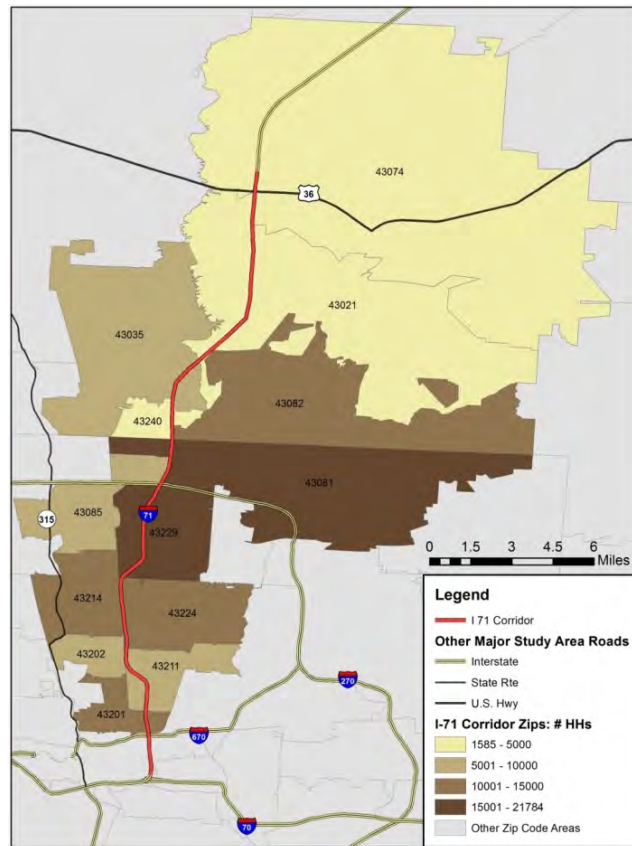 43074
36
43021
43035
43082
43240
43081
43085
315
71
43229
43214
43224
43202
43211
43201
270
670
70
0 1.5 3 4.5 6
Miles
Legend
I 71 Corridor
Other Major Study Area Roads
Interstate
State Rte
U.S. Hwy
I-71 Corridor Zips: # HHs
1585 - 5000
5001 - 10000
10001 - 15000
15001 - 21784
Other Zip Code Areas